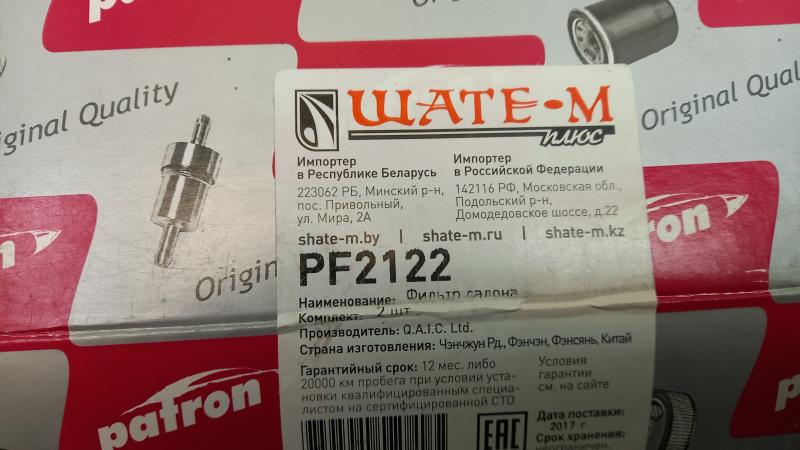 patron
Original Quality
Original Quality
ШАТЕ-М
плюс
Импортер
в Республике Беларусь
223062 РБ, Минский р-н,
пос. Привольный,
ул. Мира, 2А
Импортер
в Российской Федерации
142116 РФ, Московская обл.,
Подольский р-н,
Домодедовское шоссе, д.22
shate-m.by | shate-m.ru | shate-m.kz
PF2122
Наименование: Фильтр салона
Комплект: 2 шт
Производитель: Q.A.I.C. Ltd.
Страна изготовления: Чэнчжун Рд., Фэнчэн, Фэнсянь, Китай
Гарантийный срок: 12 мес. либо
20000 км пробега при условии уста-
новки квалифицированным специа-
листом на сертифицированной СТО
Условия
гарантии
см. на сайте
EAC
Дата поставки:
2017 г
Срок хранения:
неограничен.
Original
patron
patron